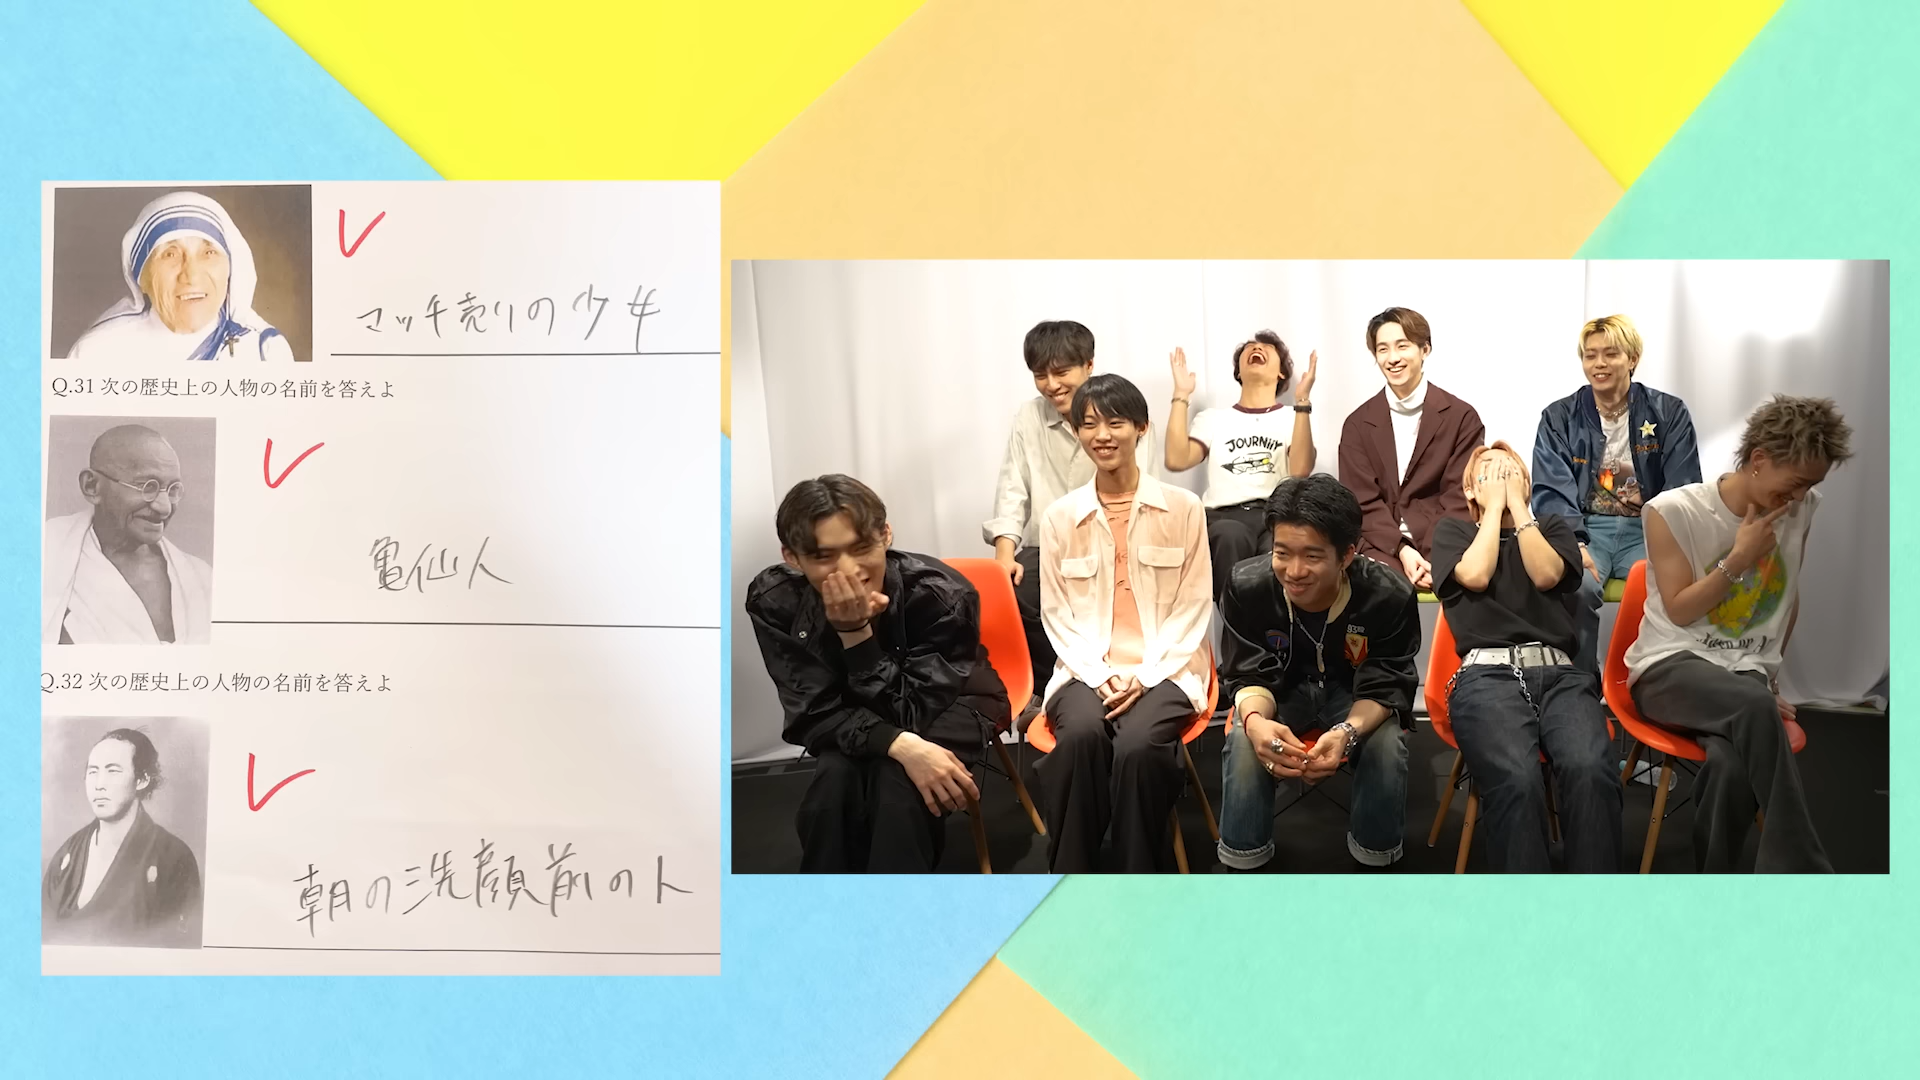 マッチ売りの少女
Q.31 次の歴史上の人物の名前を答えよ
亀仙人
Q.32 次の歴史上の人物の名前を答えよ
朝の洗顔前の人
JOURNiiY